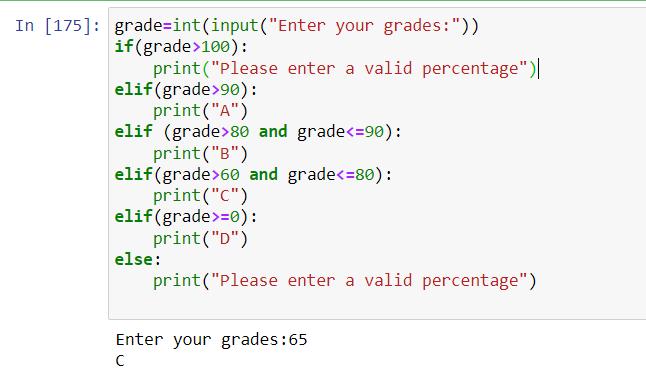 In [175]: grade=int(input("Enter your grades:"))
if(grade>100):
    print("Please enter a valid percentage")
elif(grade>90):
    print("A")
elif (grade>80 and grade<=90):
    print("B")
elif(grade>60 and grade<=80):
    print("C")
elif(grade>=0):
    print("D")
else:
    print("Please enter a valid percentage")
Enter your grades:65
C